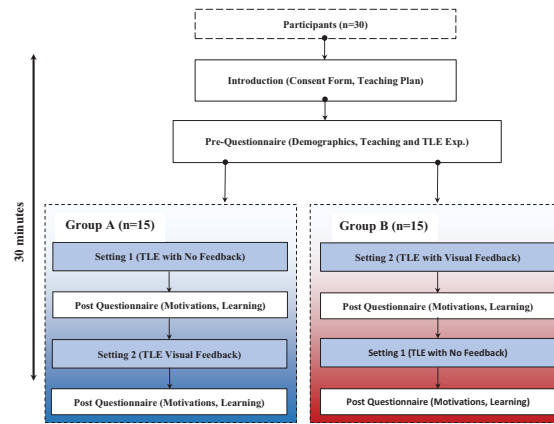 Participants (n=30)
Introduction (Consent Form, Teaching Plan)
Pre-Questionnaire (Demographics, Teaching and TLE Exp.)
30 minutes
Group A (n=15)
Setting 1 (TLE with No Feedback)
Post Questionnaire (Motivations, Learning)
Setting 2 (TLE Visual Feedback)
Post Questionnaire (Motivations, Learning)
Group B (n=15)
Setting 2 (TLE with Visual Feedback)
Post Questionnaire (Motivations, Learning)
Setting 1 (TLE with No Feedback)
Post Questionnaire (Motivations, Learning)